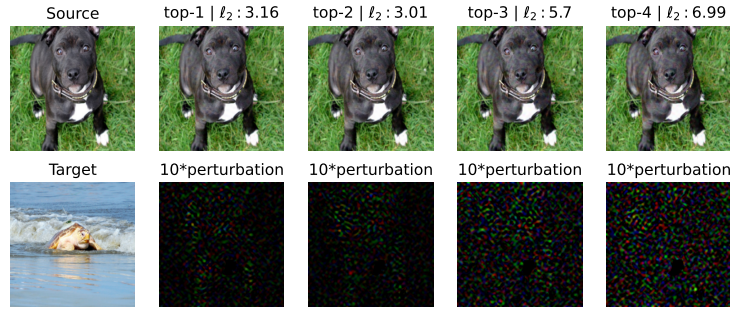 Source
top-1 | ℓ₂ : 3.16
top-2 | ℓ₂ : 3.01
top-3 | ℓ₂ : 5.7
top-4 | ℓ₂ : 6.99
Target
10*perturbation
10*perturbation
10*perturbation
10*perturbation